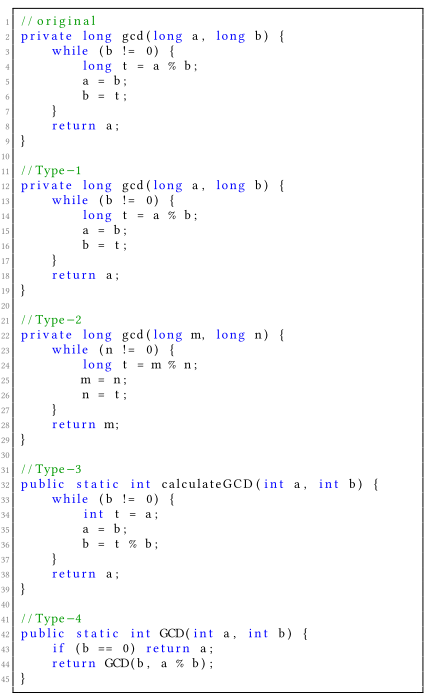 1 //original
2 private long gcd(long a, long b) {
3     while (b != 0) {
4         long t = a % b;
5         a = b;
6         b = t;
7     }
8     return a;
9 }
10
11 //Type−1
12 private long gcd(long a, long b) {
13     while (b != 0) {
14         long t = a % b;
15         a = b;
16         b = t;
17     }
18     return a;
19 }
20
21 //Type−2
22 private long gcd(long m, long n) {
23     while (n != 0) {
24         long t = m % n;
25         m = n;
26         n = t;
27     }
28     return m;
29 }
30
31 //Type−3
32 public static int calculateGCD(int a, int b) {
33     while (b != 0) {
34         int t = a;
35         a = b;
36         b = t % b;
37     }
38     return a;
39 }
40
41 //Type−4
42 public static int GCD(int a, int b) {
43     if (b == 0) return a;
44     return GCD(b, a % b);
45 }